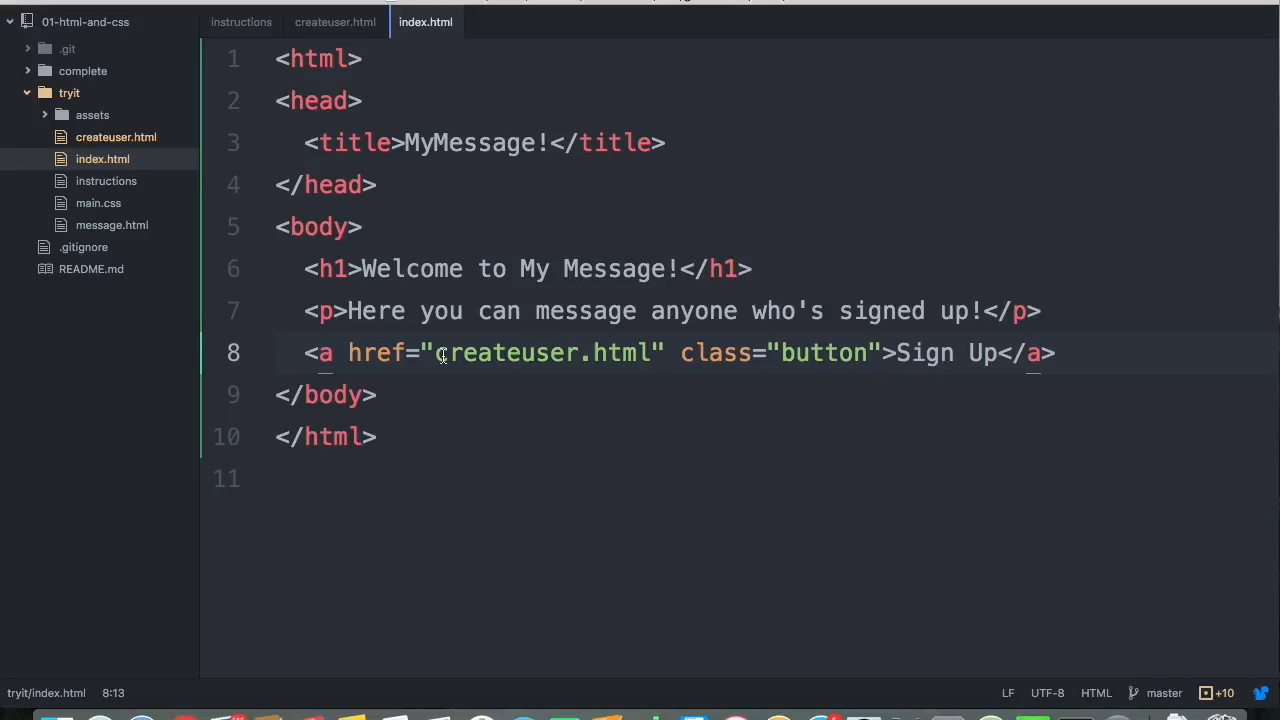 01-html-and-css
.git
complete
tryit
assets
createuser.html
index.html
instructions
main.css
message.html
.gitignore
README.md
instructions createuser.html index.html
1 <html>
2 <head>
3 <title>MyMessage!</title>
4 </head>
5 <body>
6 <h1>Welcome to My Message!</h1>
7 <p>Here you can message anyone who's signed up!</p>
8 <a href="createuser.html" class="button">Sign Up</a>
9 </body>
10 </html>
11
tryit/index.html 8:13 LF UTF-8 HTML master +10